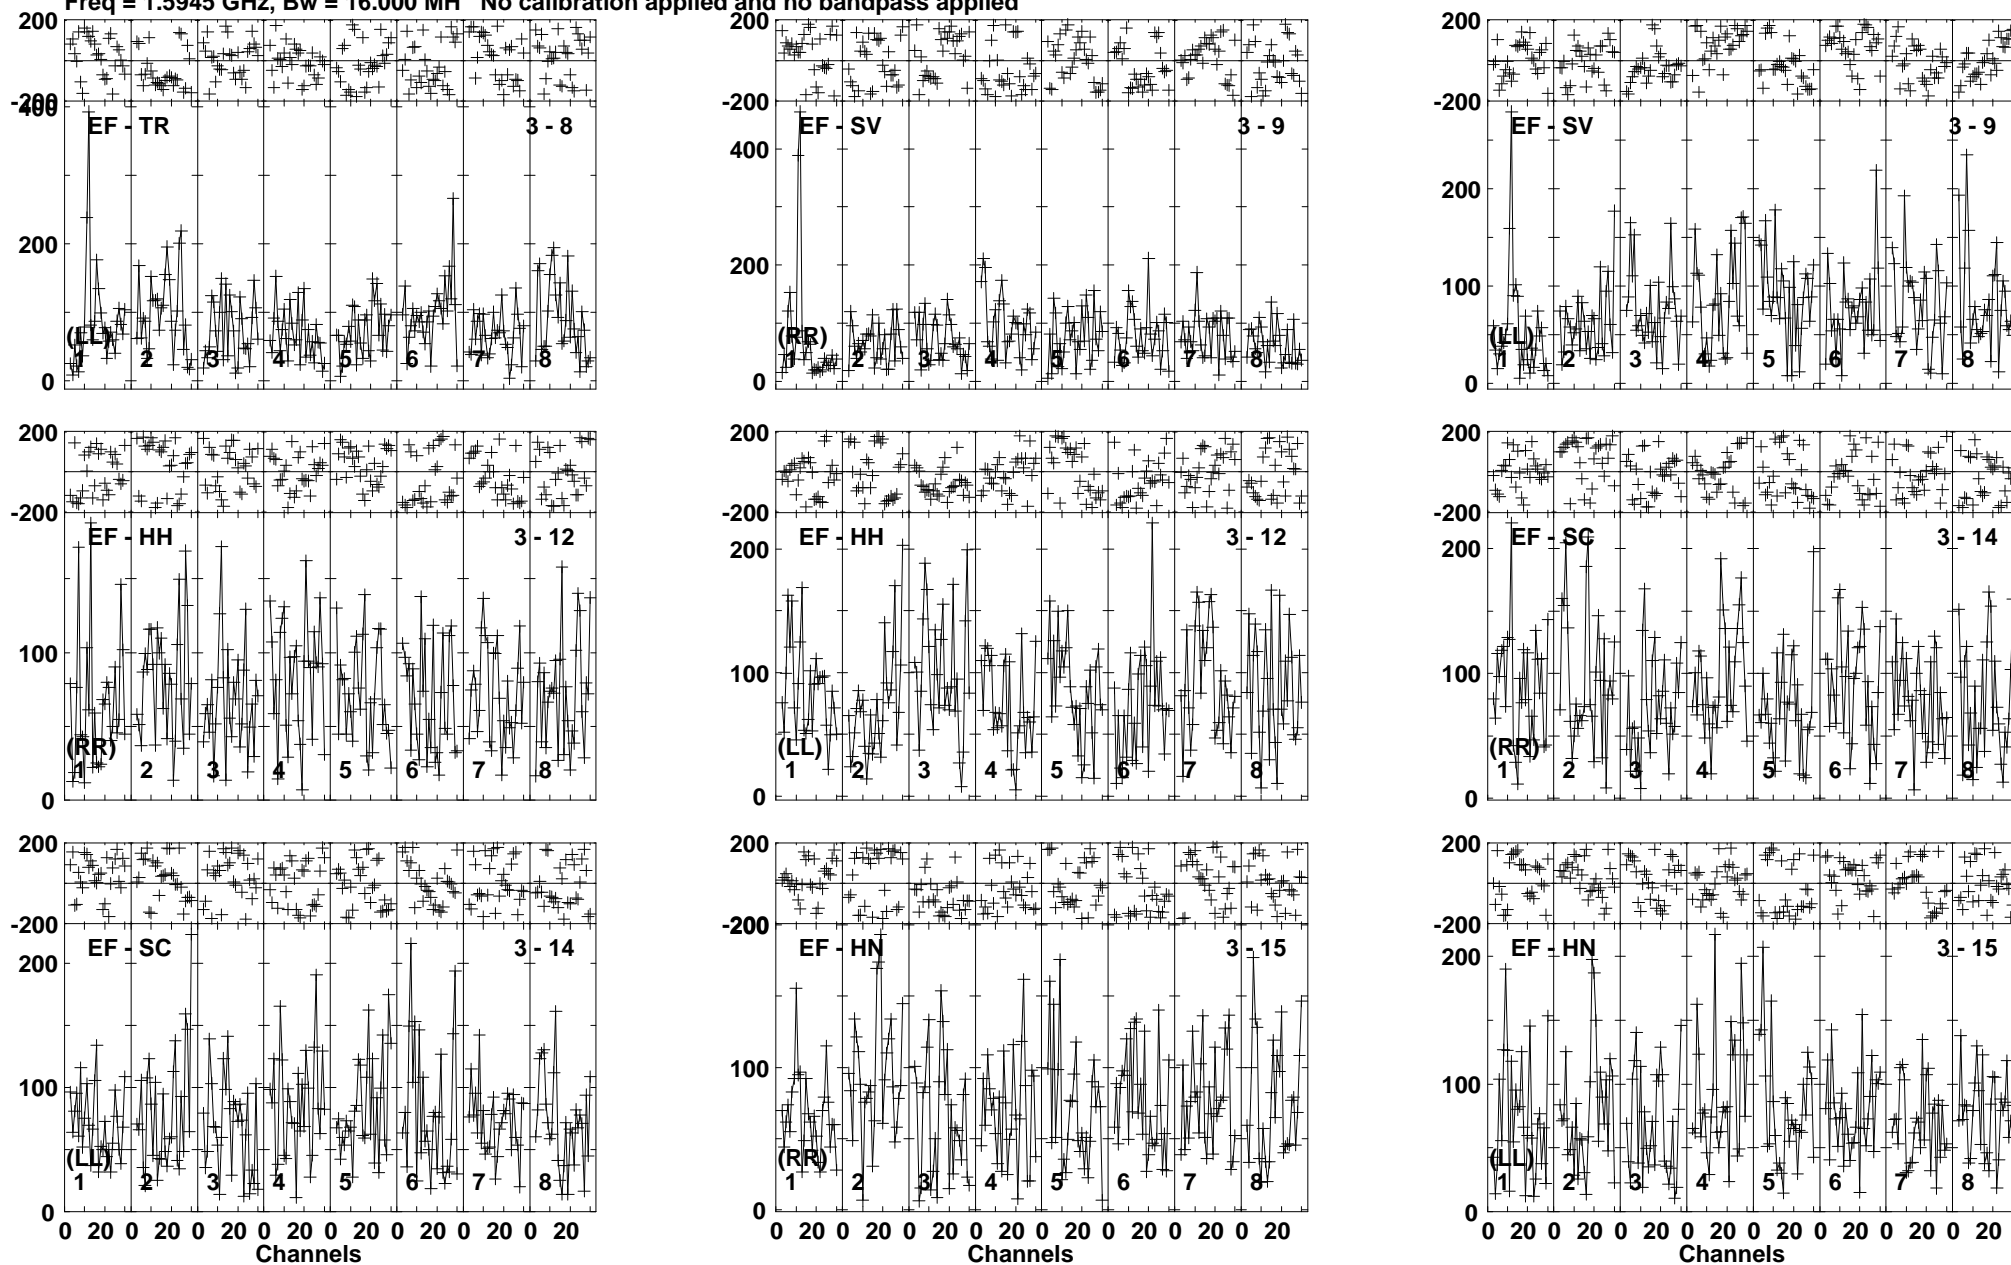 Freq = 1.5945 GHz, Bw = 16.000 MH No calibration applied and no bandpass applied
200 200 200
-200 -200 -200
400 EF - TR 3 - 8 EF - SV 3 - 9 EF - SV 3 - 9
400
200 200
200
100
(LL) (RR) (LL)
1 2 3 4 5 6 7 8 1 2 3 4 5 6 7 8 1 2 3 4 5 6 7 8
0 0 0
200 200 200
-200 -200 -200
EF - HH 3 - 12 EF - HH 3 - 12 EF - SC 3 - 14
200 200
100 100 100
(RR) (LL) (RR)
1 2 3 4 5 6 7 8 1 2 3 4 5 6 7 8 1 2 3 4 5 6 7 8
0 0 0
200 200 200
-200 -200 -200
200
EF - SC 3 - 14 EF - HN 3 - 15 EF - HN 3 - 15
200 200
100 100 100
(LL) (RR) (LL)
1 2 3 4 5 6 7 8 1 2 3 4 5 6 7 8 1 2 3 4 5 6 7 8
0 0 0
0 20 0 20 0 20 0 20 0 20 0 20 0 20 0 20 0 20 0 20 0 20 0 20 0 20 0 20 0 20 0 20 0 20 0 20 0 20 0 20 0 20 0 20 0 20 0 20
Channels Channels Channels